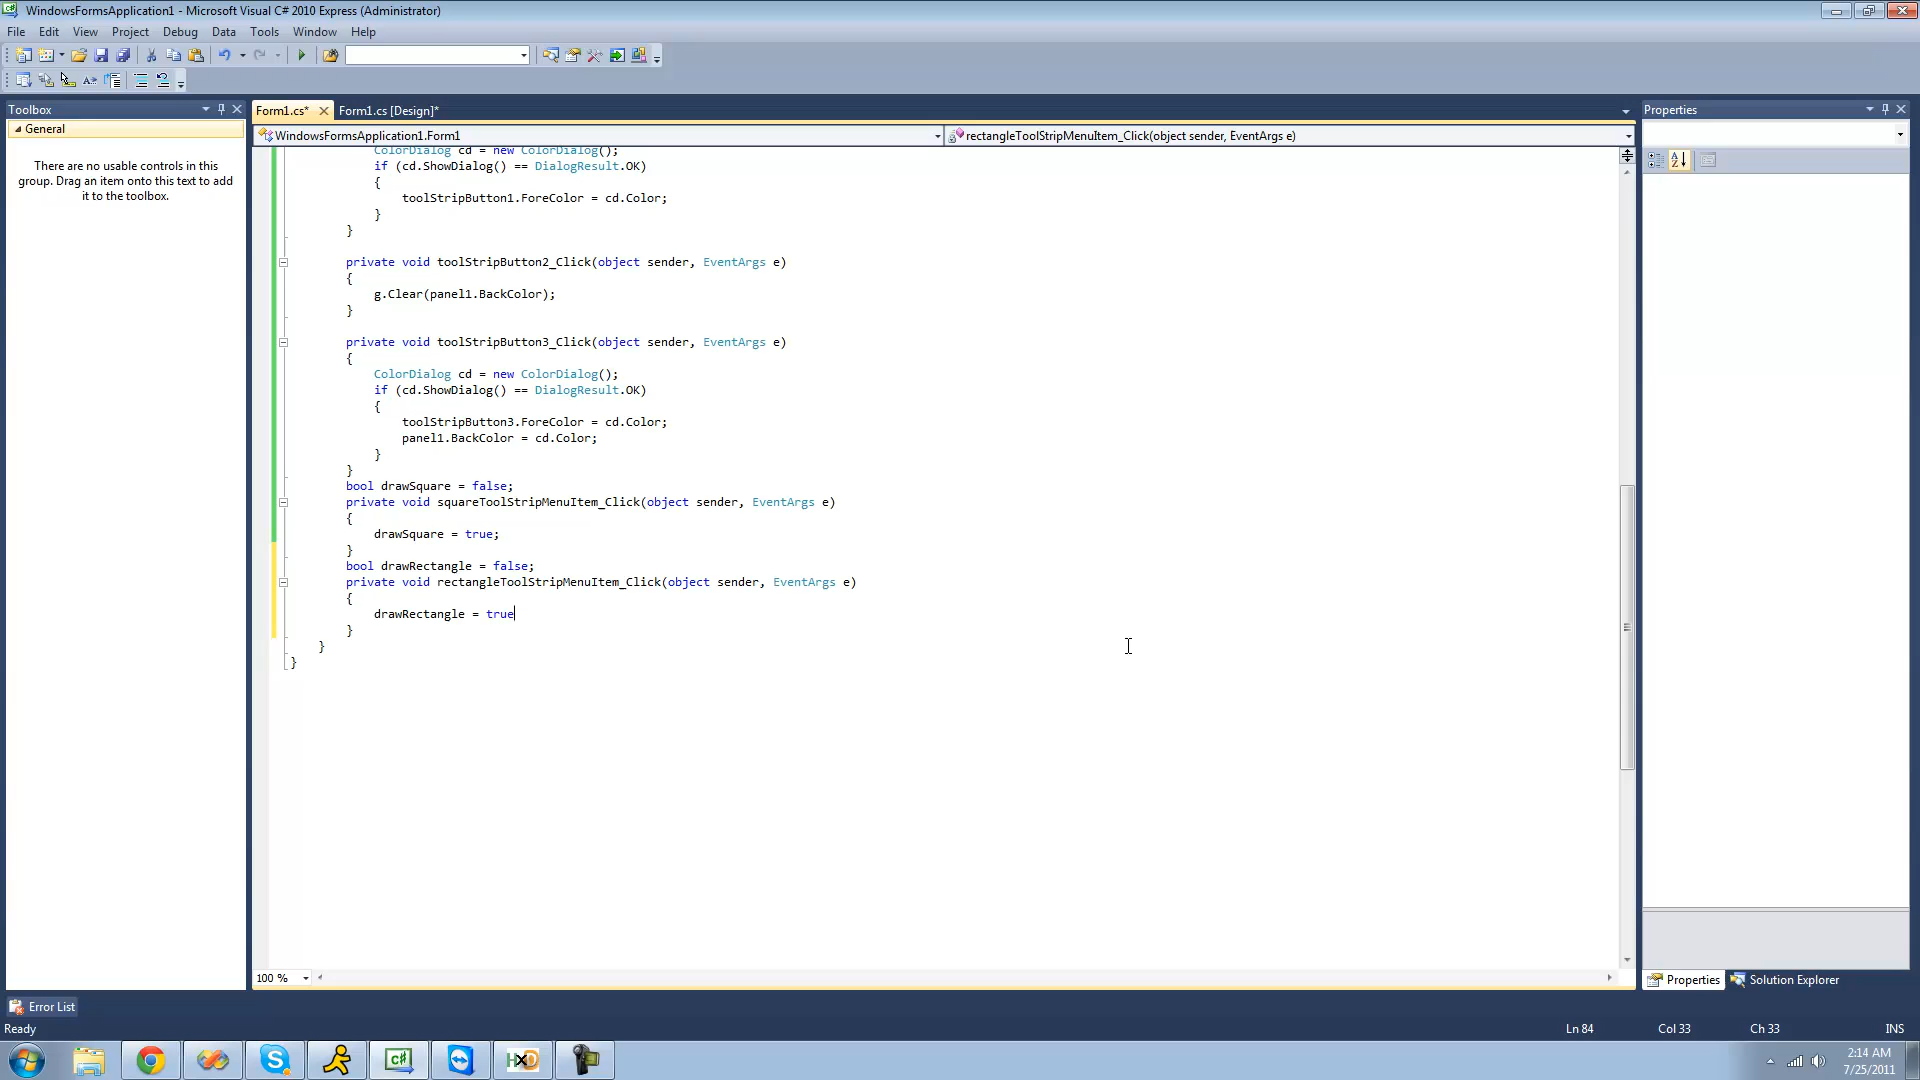 WindowsFormsApplication1 - Microsoft Visual C# 2010 Express (Administrator)
File Edit View Project Debug Data Tools Window Help
Toolbox
General
There are no usable controls in this
group. Drag an item onto this text to add
it to the toolbox.
Form1.cs* Form1.cs [Design]*
WindowsFormsApplication1.Form1
rectangleToolStripMenuItem_Click(object sender, EventArgs e)
ColorDialog cd = new ColorDialog();
if (cd.ShowDialog() == DialogResult.OK)
{
toolStripButton1.ForeColor = cd.Color;
}
}
private void toolStripButton2_Click(object sender, EventArgs e)
{
g.Clear(panel1.BackColor);
}
private void toolStripButton3_Click(object sender, EventArgs e)
{
ColorDialog cd = new ColorDialog();
if (cd.ShowDialog() == DialogResult.OK)
{
toolStripButton3.ForeColor = cd.Color;
panel1.BackColor = cd.Color;
}
}
bool drawSquare = false;
private void squareToolStripMenuItem_Click(object sender, EventArgs e)
{
drawSquare = true;
}
bool drawRectangle = false;
private void rectangleToolStripMenuItem_Click(object sender, EventArgs e)
{
drawRectangle = true
}
}
}
100 %
Properties
Properties Solution Explorer
Error List
Ready
Ln 84 Col 33 Ch 33 INS
2:14 AM
7/25/2011